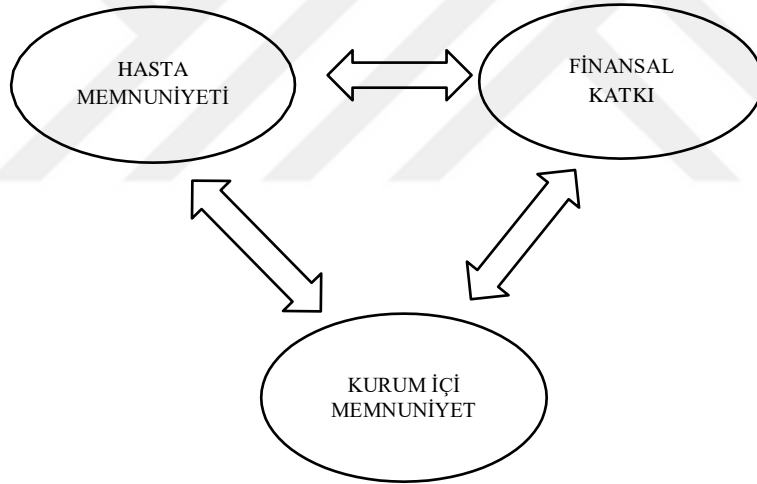 HASTA
MEMNUNİYETİ
FİNANSAL
KATKI
KURUM İÇİ
MEMNUNİYET